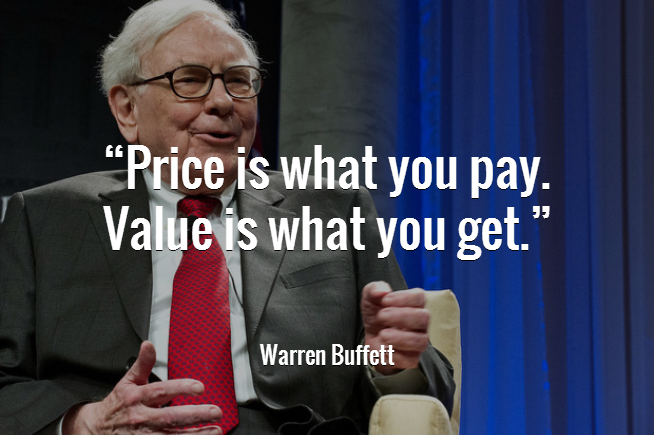 “Price is what you pay.
Value is what you get.”
Warren Buffett